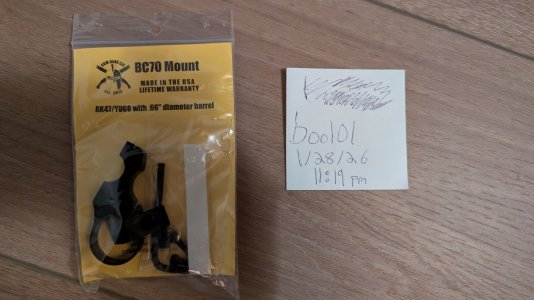 BC70 Mount
MADE IN THE USA
LIFETIME WARRANTY
AK47/YUGO with .66" diameter barrel
boo101
1/28/26
11:19 pm